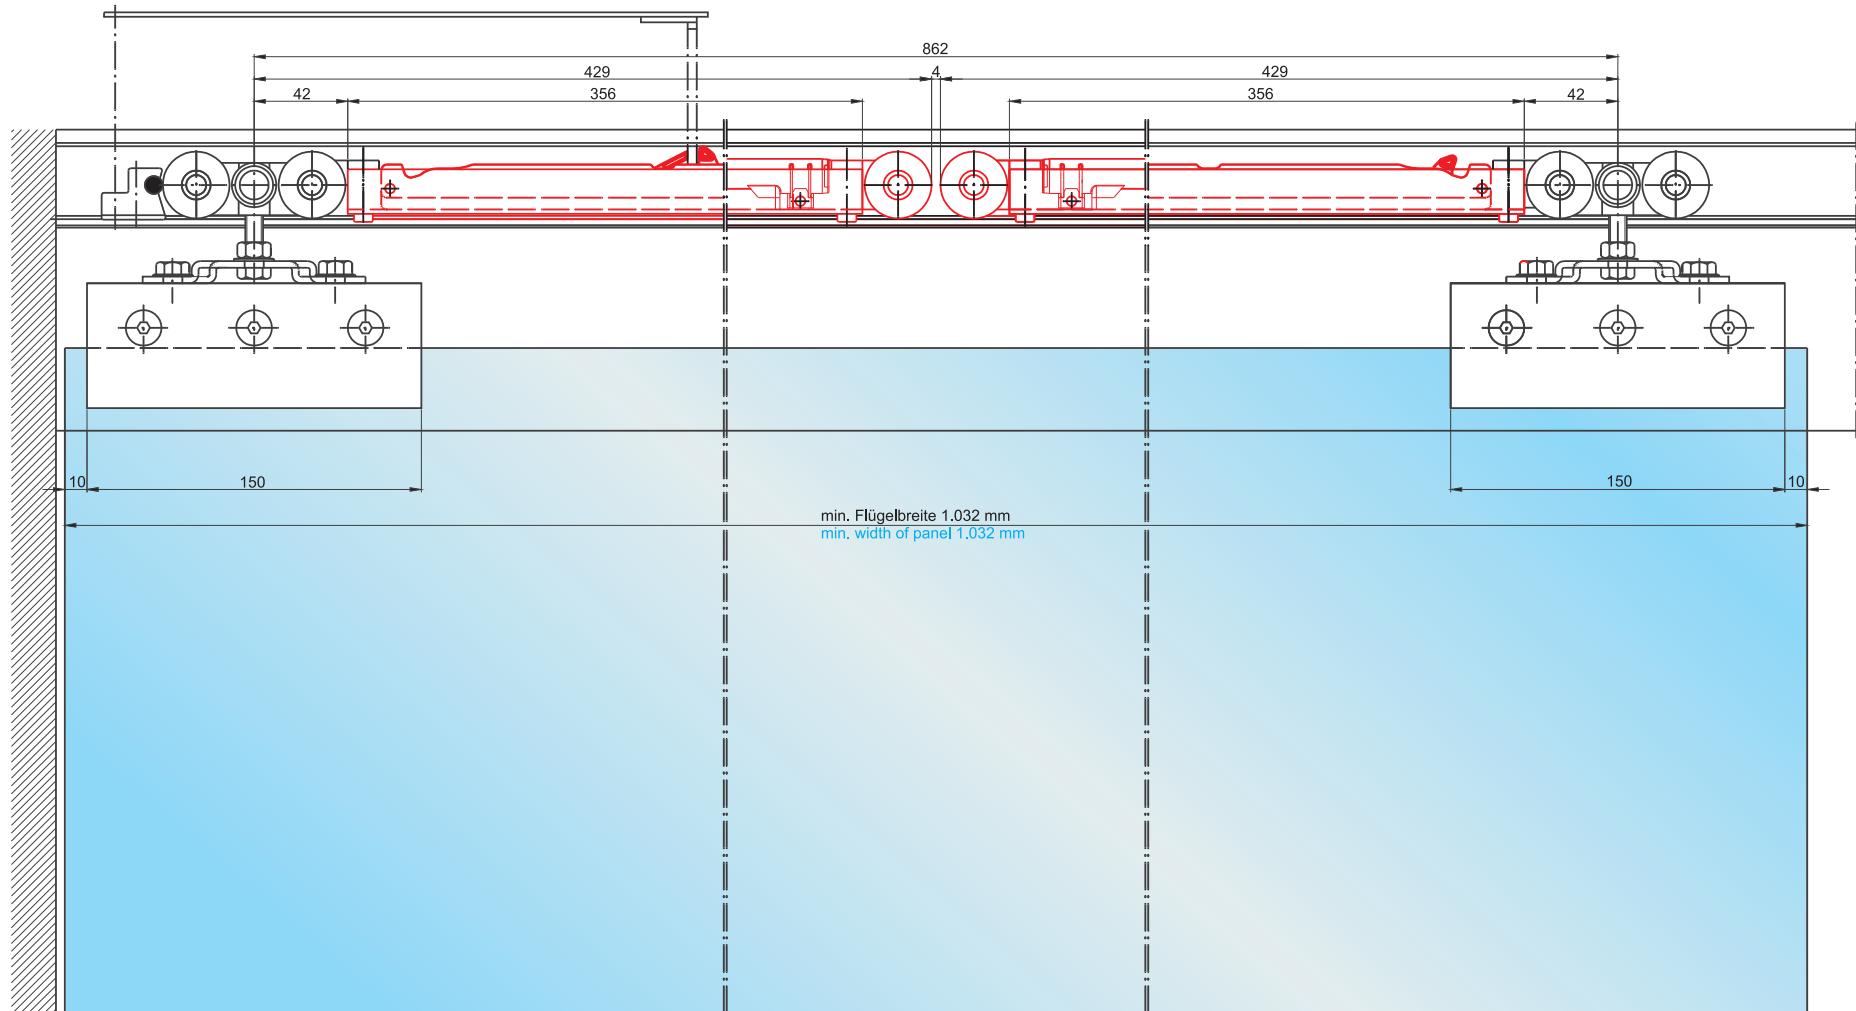 862
429 4 429
42 356 356 42
10 150 150 10
min. Flügelbreite 1.032 mm
min. width of panel 1.032 mm